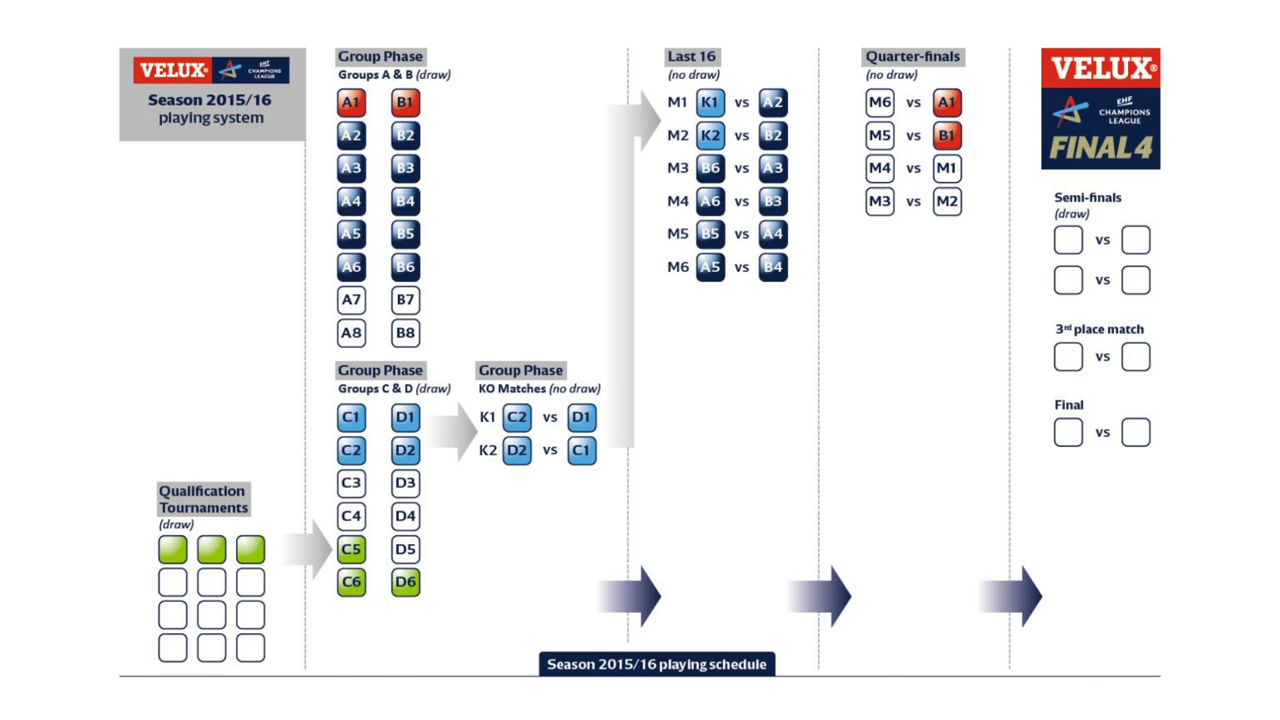 VELUX®
EHF
CHAMPIONS
LEAGUE
Season 2015/16
playing system
Group Phase
Groups A & B (draw)
A1 B1
A2 B2
A3 B3
A4 B4
A5 B5
A6 B6
A7 B7
A8 B8
Group Phase
Groups C & D (draw)
C1 D1
C2 D2
C3 D3
C4 D4
C5 D5
C6 D6
Qualification
Tournaments
(draw)
Group Phase
KO Matches (no draw)
K1 C2 vs D1
K2 D2 vs C1
Last 16
(no draw)
M1 K1 vs A2
M2 K2 vs B2
M3 B6 vs A3
M4 A6 vs B3
M5 B5 vs A4
M6 A5 vs B4
Quarter-finals
(no draw)
M6 vs A1
M5 vs B1
M4 vs M1
M3 vs M2
VELUX®
EHF
CHAMPIONS
LEAGUE
FINAL4
Semi-finals
(draw)
vs
vs
3rd place match
vs
Final
vs
Season 2015/16 playing schedule